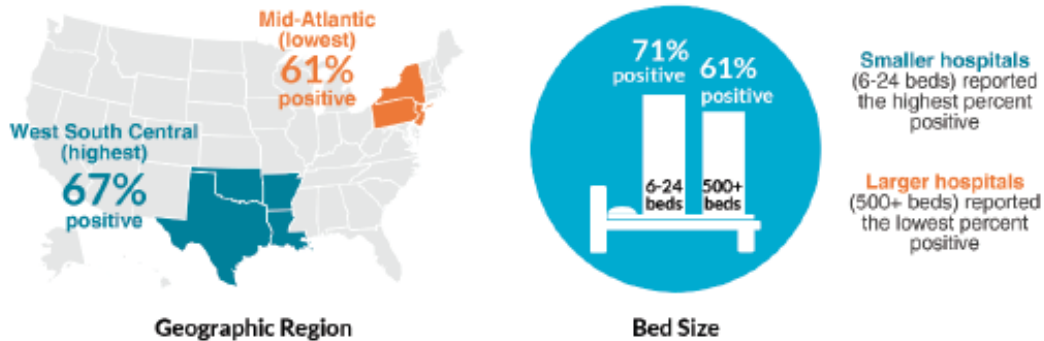 Mid-Atlantic
(lowest)
61%
positive
West South Central
(highest)
67%
positive
Geographic Region
71%
positive
61%
positive
6-24
beds
500+
beds
Bed Size
Smaller hospitals
(6-24 beds) reported
the highest percent
positive
Larger hospitals
(500+ beds) reported
the lowest percent
positive